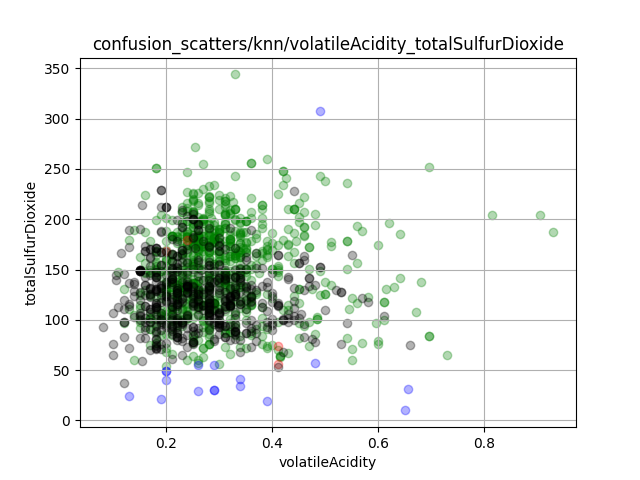 confusion_scatters/knn/volatileAcidity_totalSulfurDioxide
350
300
250
200
150
100
50
0
totalSulfurDioxide
0.2 0.4 0.6 0.8
volatileAcidity